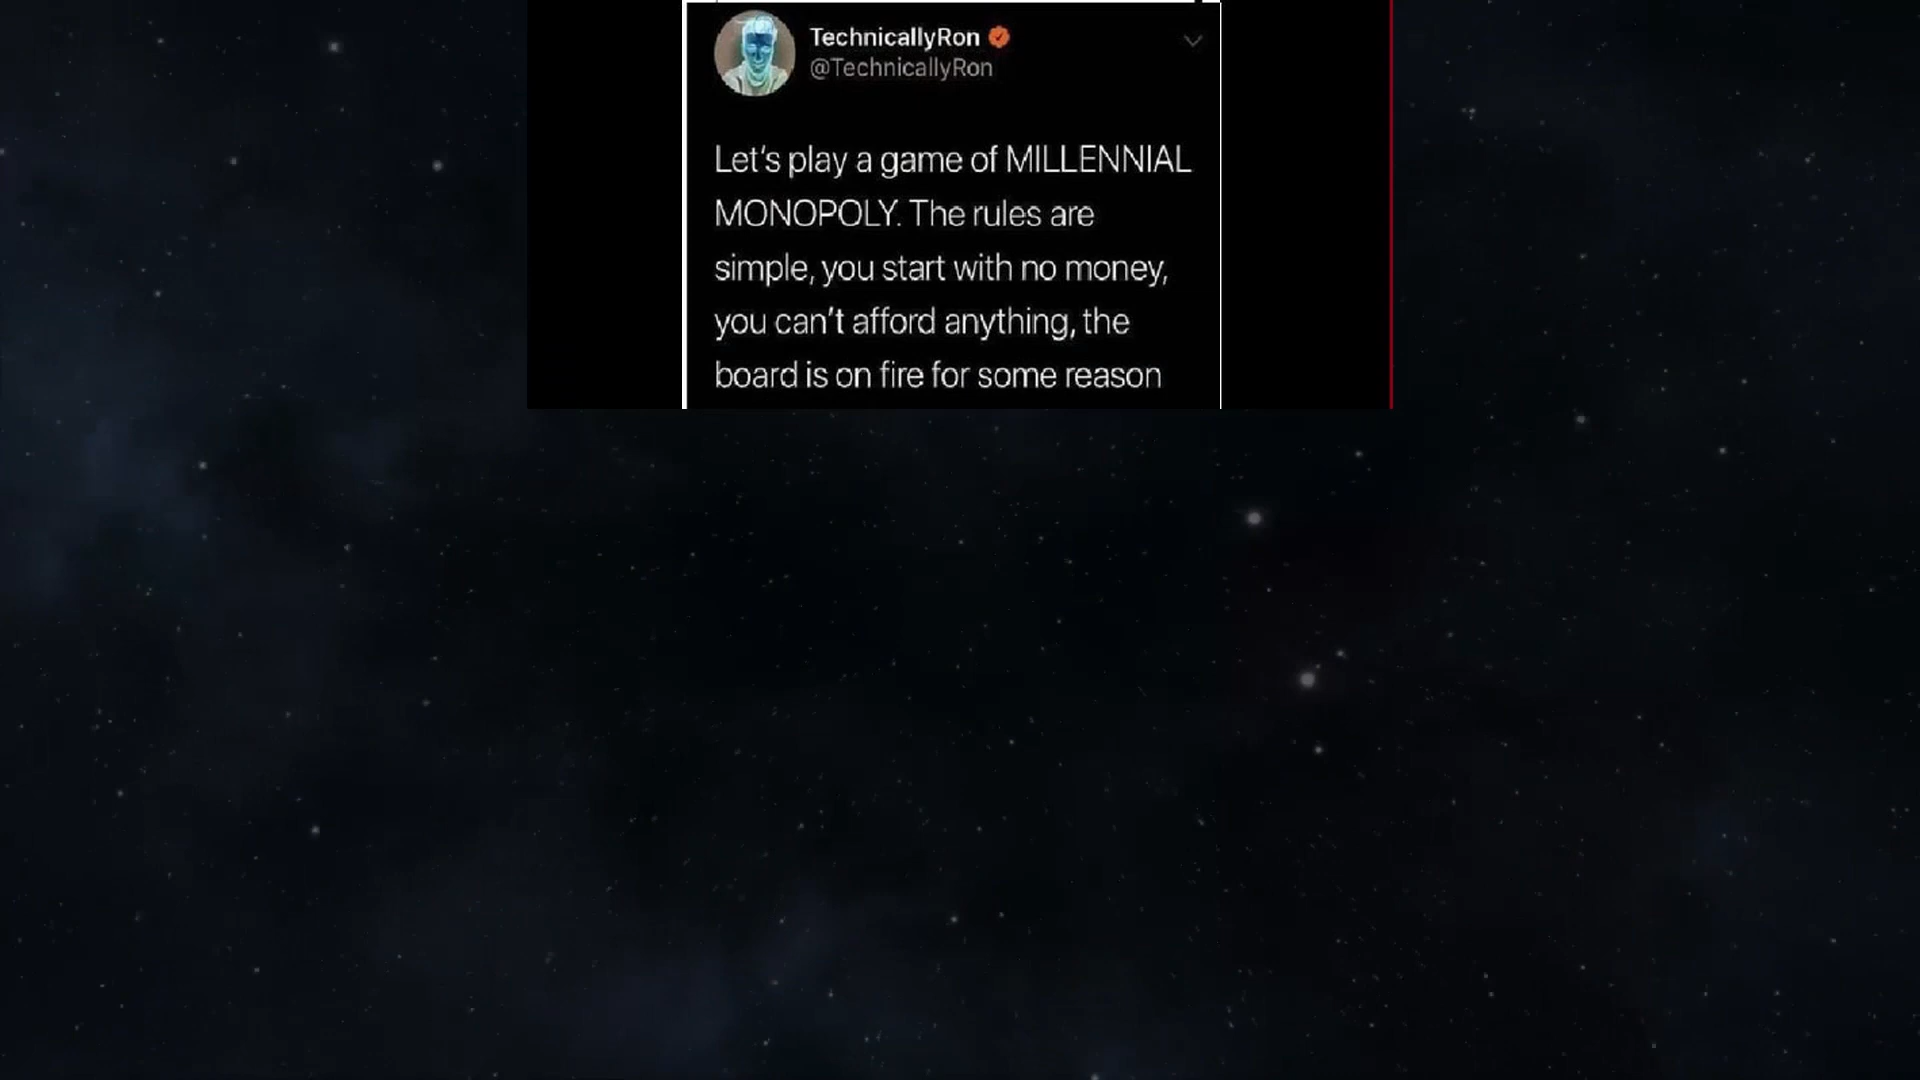 TechnicallyRon
@TechnicallyRon
Let's play a game of MILLENNIAL
MONOPOLY. The rules are
simple, you start with no money,
you can't afford anything, the
board is on fire for some reason